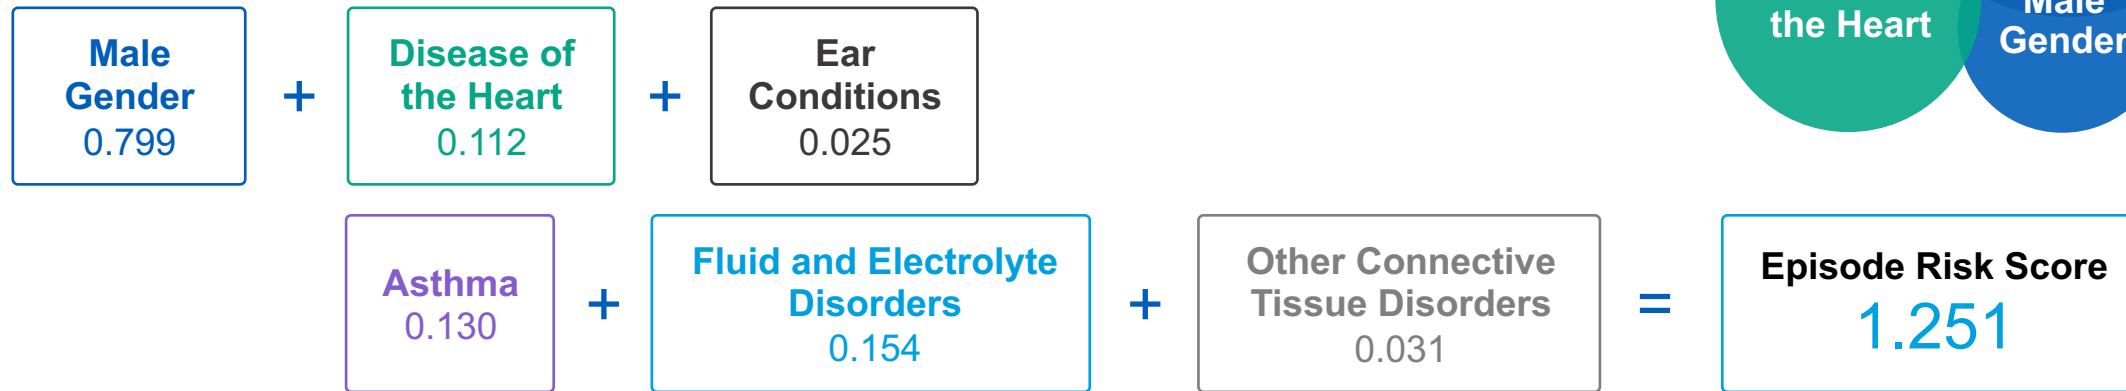 Male
Gender
0.799
+
Disease of
the Heart
0.112
+
Ear
Conditions
0.025
the Heart
Male
Gender
Asthma
0.130
+
Fluid and Electrolyte
Disorders
0.154
+
Other Connective
Tissue Disorders
0.031
=
Episode Risk Score
1.251